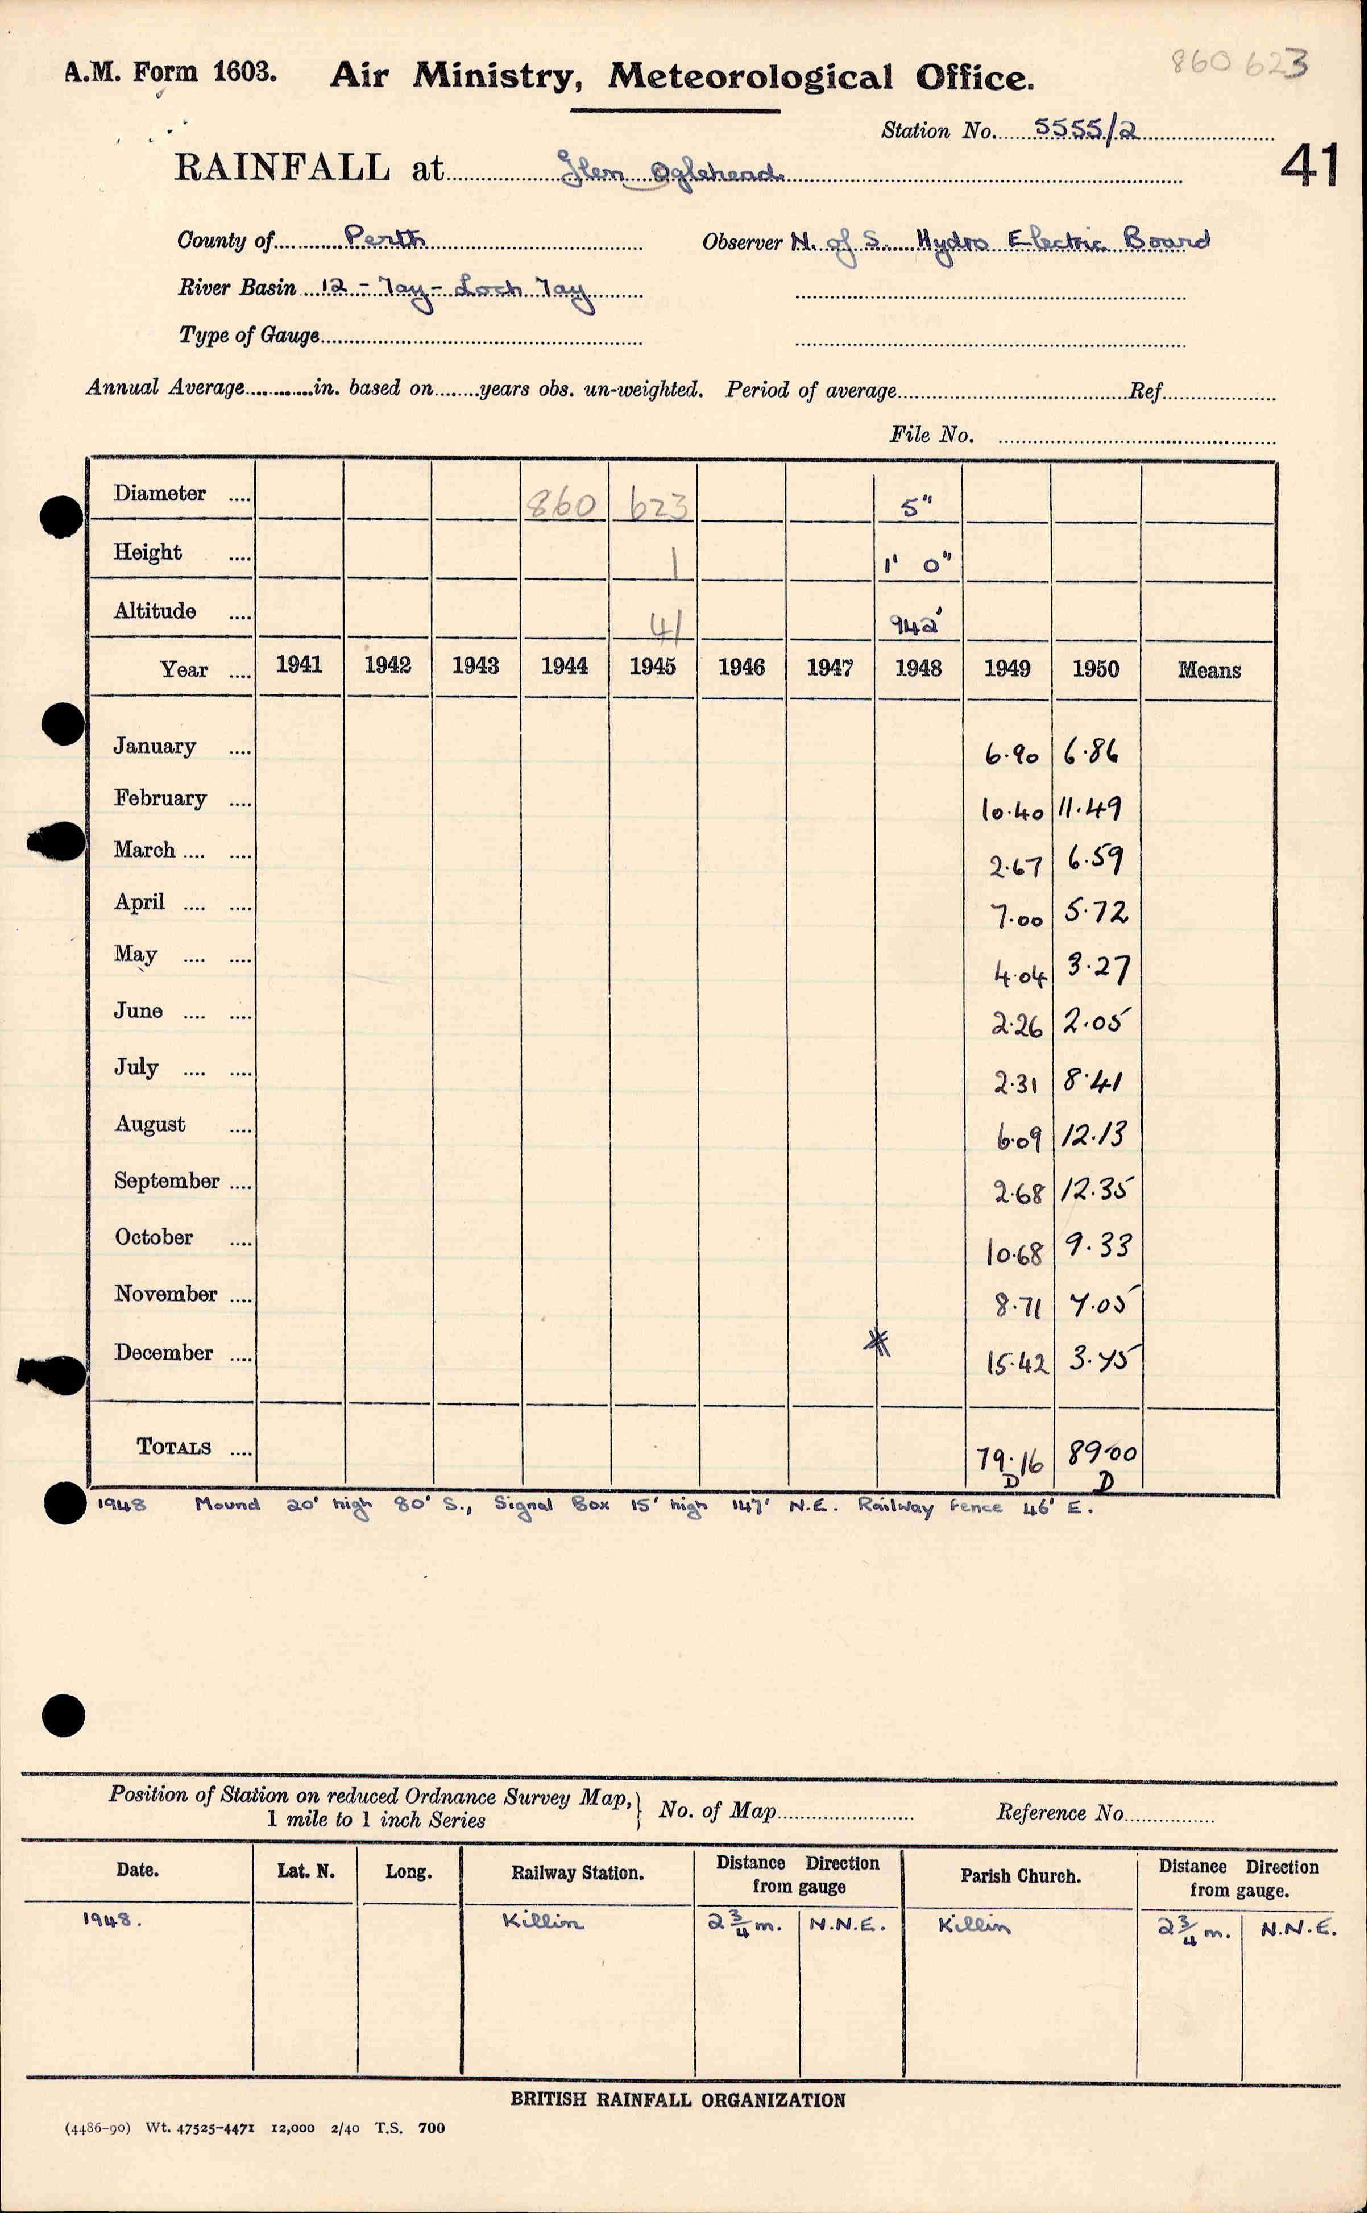 860 623
A.M. Form 1603. Air Ministry, Meteorological Office.
Station No. 5555/2
41
RAINFALL at Glen Oglehead
County of Perth Observer N. of S. Hydro Electric Board
River Basin 12 - Tay - Loch Tay
Type of Gauge
Annual Average in. based on years obs. un-weighted. Period of average Ref.
File No.
Diameter .... 860 623 5"
Height .... 1 1' 0"
Altitude .... 41 942'
Year .... 1941 1942 1943 1944 1945 1946 1947 1948 1949 1950 Means
January .... 6.90 6.86
February .... 10.40 11.49
March .... .... 2.67 6.59
April .... .... 7.00 5.72
May .... .... 4.04 3.27
June .... .... 2.26 2.05
July .... .... 2.31 8.41
August .... 6.09 12.13
September .... 2.68 12.35
October .... 10.68 9.33
November .... 8.71 7.05
December .... * 15.42 3.75
TOTALS .... 79.16 89.00
D D
1948 Mound 20' high 80' S., Signal Box 15' high 147' N.E. Railway fence 46' E.
Position of Station on reduced Ordnance Survey Map, } No. of Map Reference No.
1 mile to 1 inch Series
Date. Lat. N. Long. Railway Station. Distance Direction from gauge Parish Church. Distance Direction from gauge.
1948. Killin 2 3/4 m. N.N.E. Killin 2 3/4 m. N.N.E.
BRITISH RAINFALL ORGANIZATION
(4486-90) Wt. 47525-4471 12,000 2/40 T.S. 700